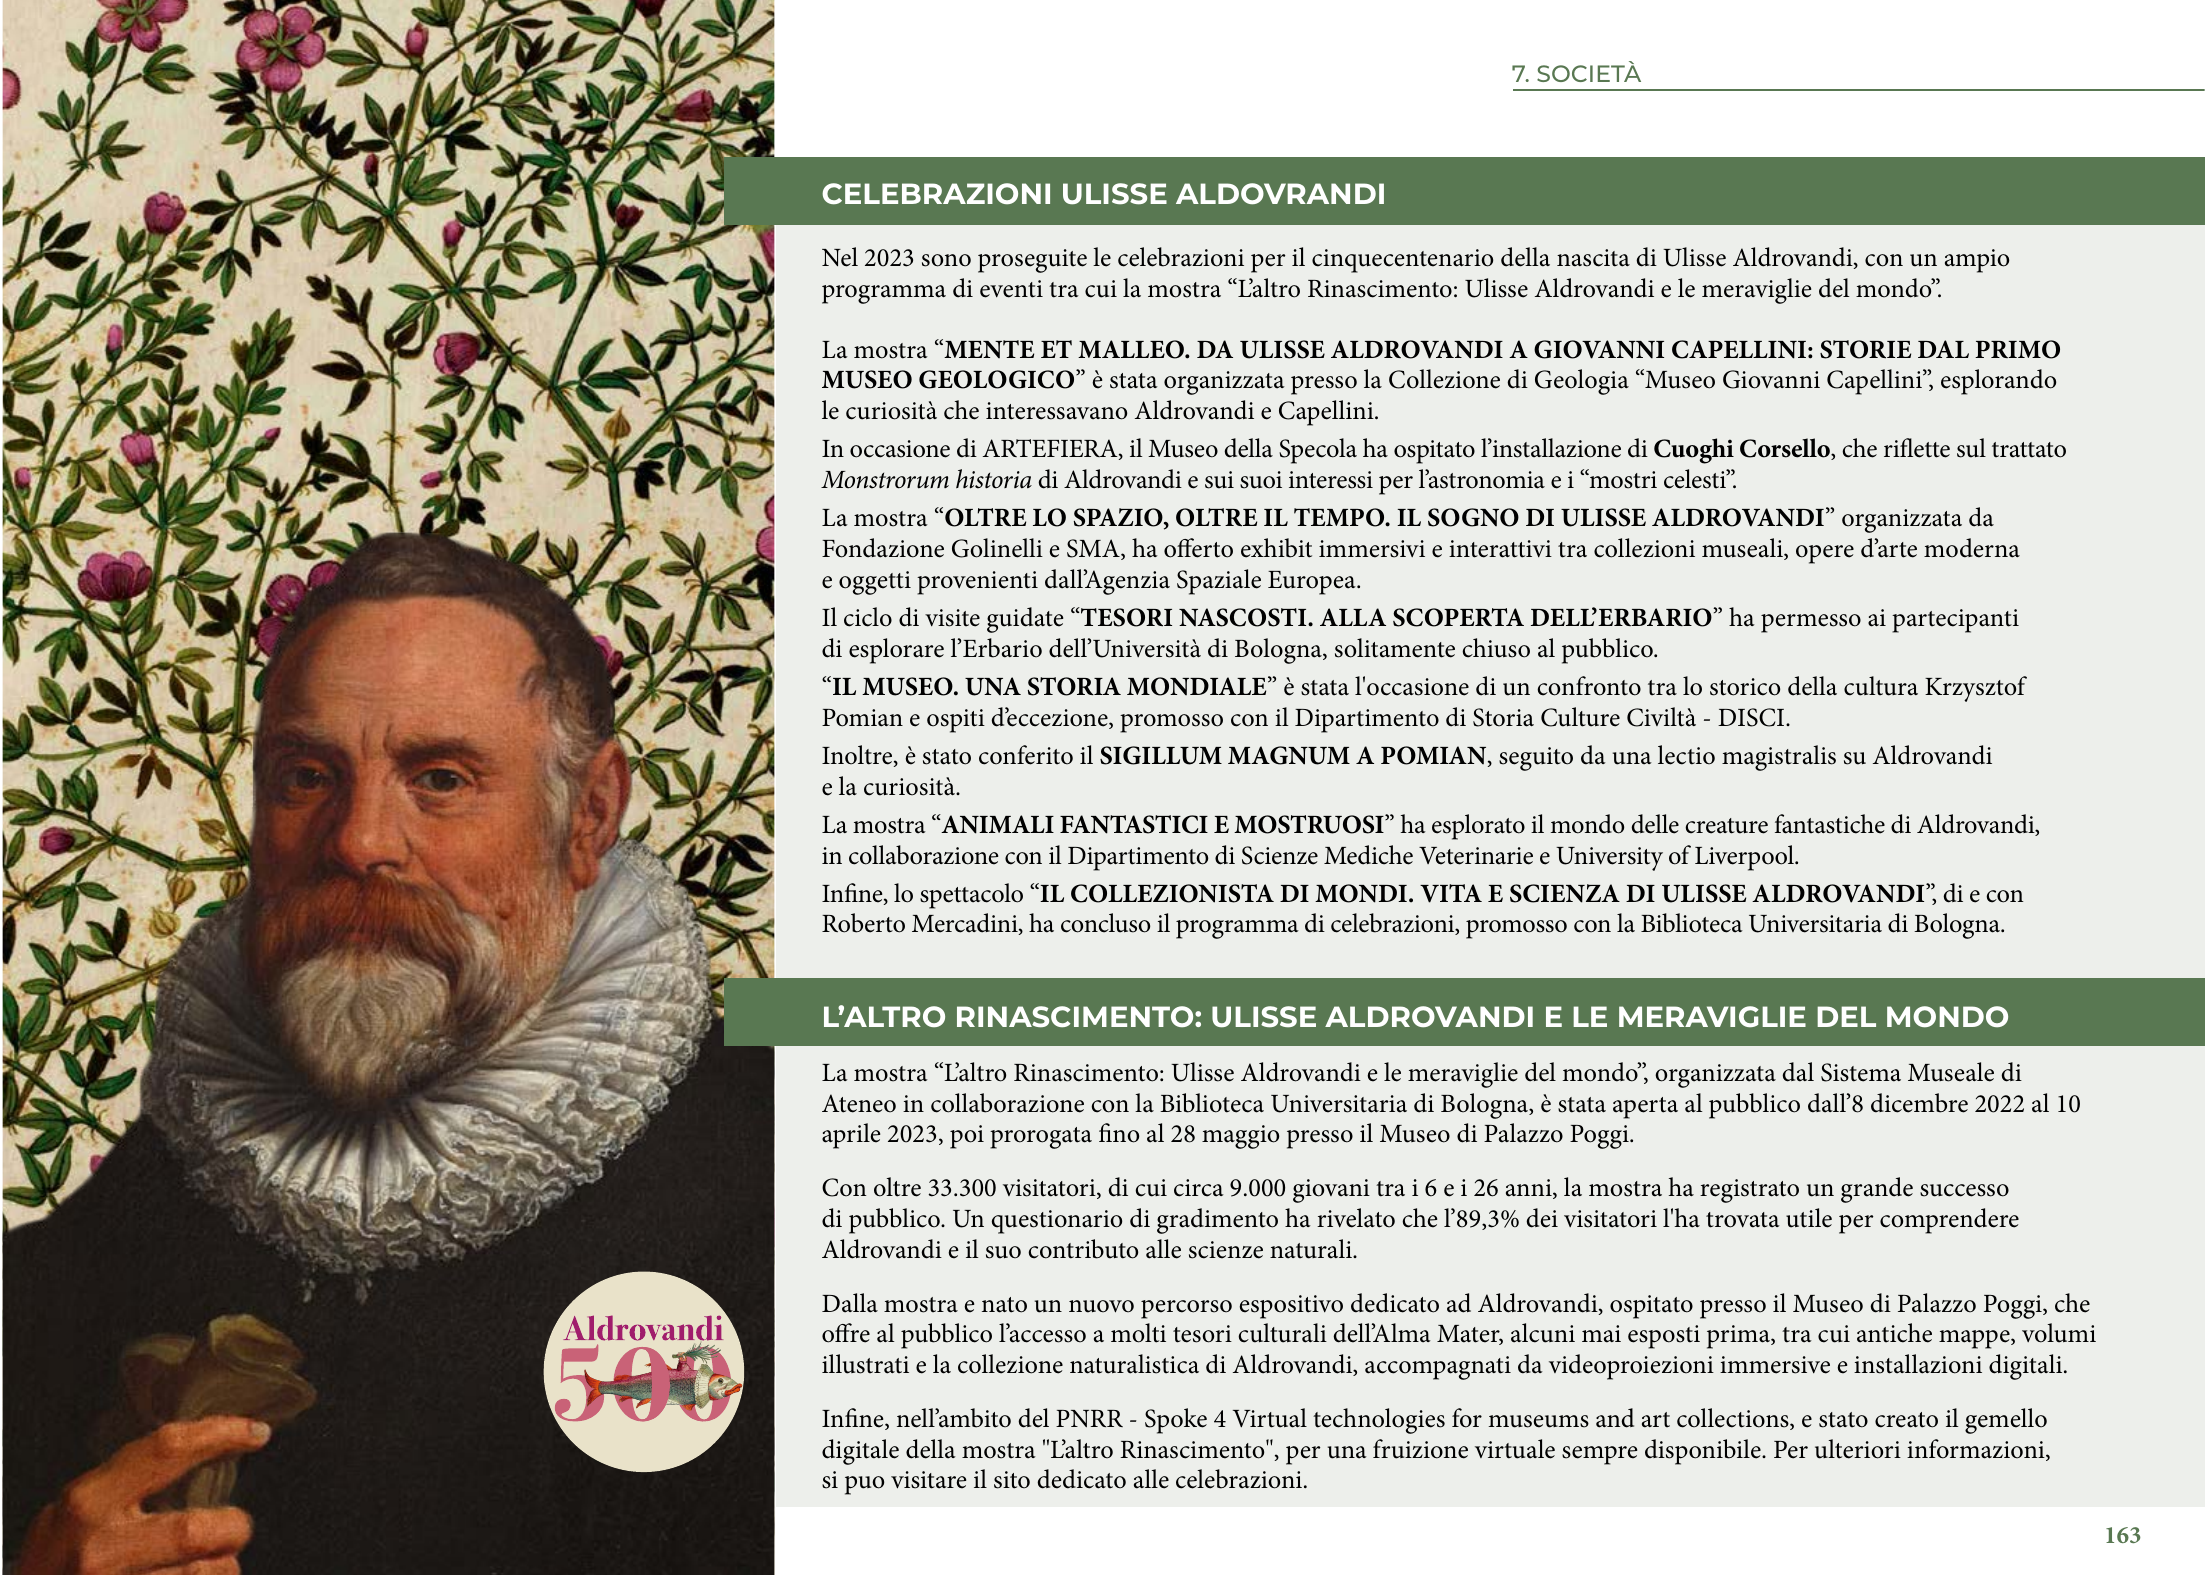 7. SOCIETÀ
CELEBRAZIONI ULISSE ALDOVRANDI
Nel 2023 sono proseguite le celebrazioni per il cinquecentenario della nascita di Ulisse Aldrovandi, con un ampio
programma di eventi tra cui la mostra “L’altro Rinascimento: Ulisse Aldrovandi e le meraviglie del mondo”.
La mostra “MENTE ET MALLEO. DA ULISSE ALDROVANDI A GIOVANNI CAPELLINI: STORIE DAL PRIMO
MUSEO GEOLOGICO” è stata organizzata presso la Collezione di Geologia “Museo Giovanni Capellini”, esplorando
le curiosità che interessavano Aldrovandi e Capellini.
In occasione di ARTEFIERA, il Museo della Specola ha ospitato l’installazione di Cuoghi Corsello, che riflette sul trattato
Monstrorum historia di Aldrovandi e sui suoi interessi per l’astronomia e i “mostri celesti”.
La mostra “OLTRE LO SPAZIO, OLTRE IL TEMPO. IL SOGNO DI ULISSE ALDROVANDI” organizzata da
Fondazione Golinelli e SMA, ha offerto exhibit immersivi e interattivi tra collezioni museali, opere d’arte moderna
e oggetti provenienti dall’Agenzia Spaziale Europea.
Il ciclo di visite guidate “TESORI NASCOSTI. ALLA SCOPERTA DELL’ERBARIO” ha permesso ai partecipanti
di esplorare l’Erbario dell’Università di Bologna, solitamente chiuso al pubblico.
“IL MUSEO. UNA STORIA MONDIALE” è stata l'occasione di un confronto tra lo storico della cultura Krzysztof
Pomian e ospiti d’eccezione, promosso con il Dipartimento di Storia Culture Civiltà - DISCI.
Inoltre, è stato conferito il SIGILLUM MAGNUM A POMIAN, seguito da una lectio magistralis su Aldrovandi
e la curiosità.
La mostra “ANIMALI FANTASTICI E MOSTRUOSI” ha esplorato il mondo delle creature fantastiche di Aldrovandi,
in collaborazione con il Dipartimento di Scienze Mediche Veterinarie e University of Liverpool.
Infine, lo spettacolo “IL COLLEZIONISTA DI MONDI. VITA E SCIENZA DI ULISSE ALDROVANDI”, di e con
Roberto Mercadini, ha concluso il programma di celebrazioni, promosso con la Biblioteca Universitaria di Bologna.
L’ALTRO RINASCIMENTO: ULISSE ALDROVANDI E LE MERAVIGLIE DEL MONDO
La mostra “L’altro Rinascimento: Ulisse Aldrovandi e le meraviglie del mondo”, organizzata dal Sistema Museale di
Ateneo in collaborazione con la Biblioteca Universitaria di Bologna, è stata aperta al pubblico dall’8 dicembre 2022 al 10
aprile 2023, poi prorogata fino al 28 maggio presso il Museo di Palazzo Poggi.
Con oltre 33.300 visitatori, di cui circa 9.000 giovani tra i 6 e i 26 anni, la mostra ha registrato un grande successo
di pubblico. Un questionario di gradimento ha rivelato che l’89,3% dei visitatori l'ha trovata utile per comprendere
Aldrovandi e il suo contributo alle scienze naturali.
Dalla mostra e nato un nuovo percorso espositivo dedicato ad Aldrovandi, ospitato presso il Museo di Palazzo Poggi, che
offre al pubblico l’accesso a molti tesori culturali dell’Alma Mater, alcuni mai esposti prima, tra cui antiche mappe, volumi
illustrati e la collezione naturalistica di Aldrovandi, accompagnati da videoproiezioni immersive e installazioni digitali.
Infine, nell’ambito del PNRR - Spoke 4 Virtual technologies for museums and art collections, e stato creato il gemello
digitale della mostra "L’altro Rinascimento", per una fruizione virtuale sempre disponibile. Per ulteriori informazioni,
si puo visitare il sito dedicato alle celebrazioni.
Aldrovandi
500
163